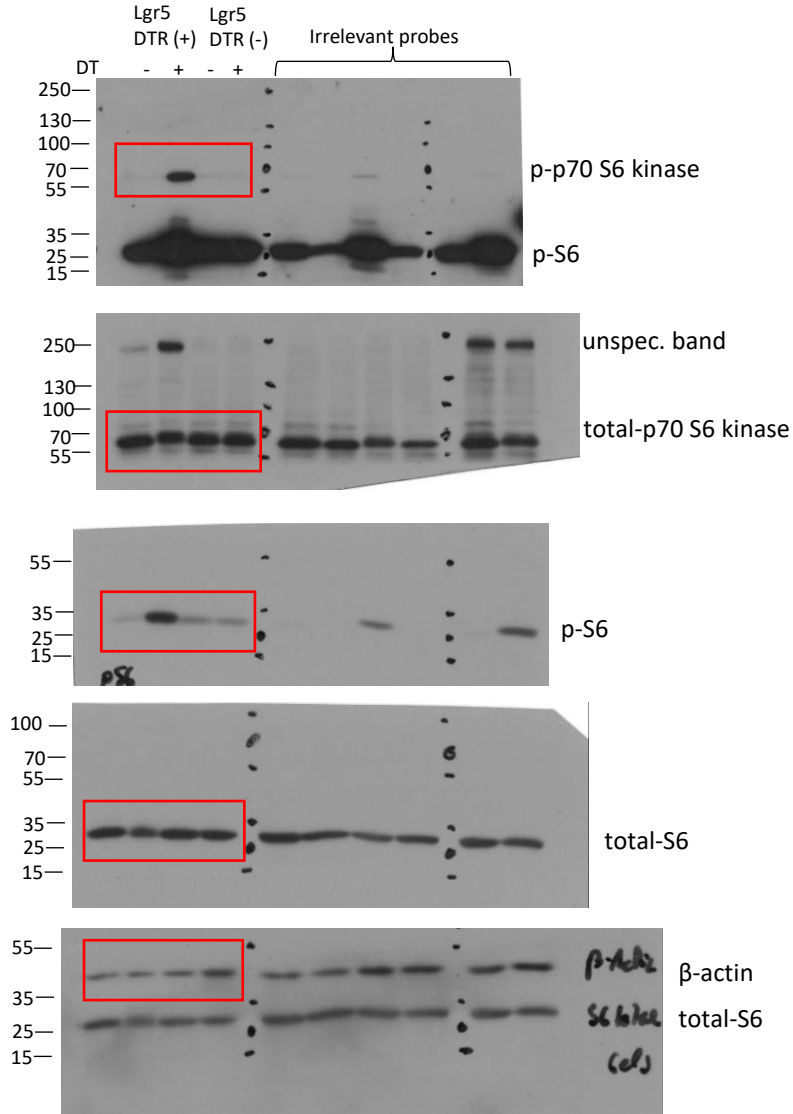 Lgr5 Lgr5
DTR (+) DTR (-) Irrelevant probes
DT - + - +
250
130
100
70
55
35
25
15
p-p70 S6 kinase
p-S6
250
130
100
70
55
unspec. band
total-p70 S6 kinase
55
35
25
15
p-S6
pS6
100
70
55
35
25
15
total-S6
55
35
25
15
β-Actin
β-actin
total-S6